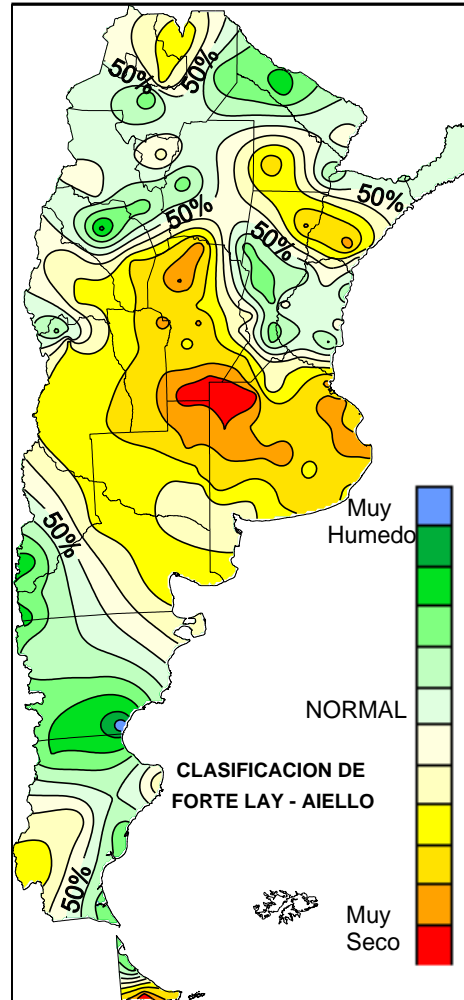 50%
50%
50%
50%
50%
50%
Muy
Humedo
NORMAL
CLASIFICACION DE
FORTE LAY - AIELLO
50%
Muy
Seco